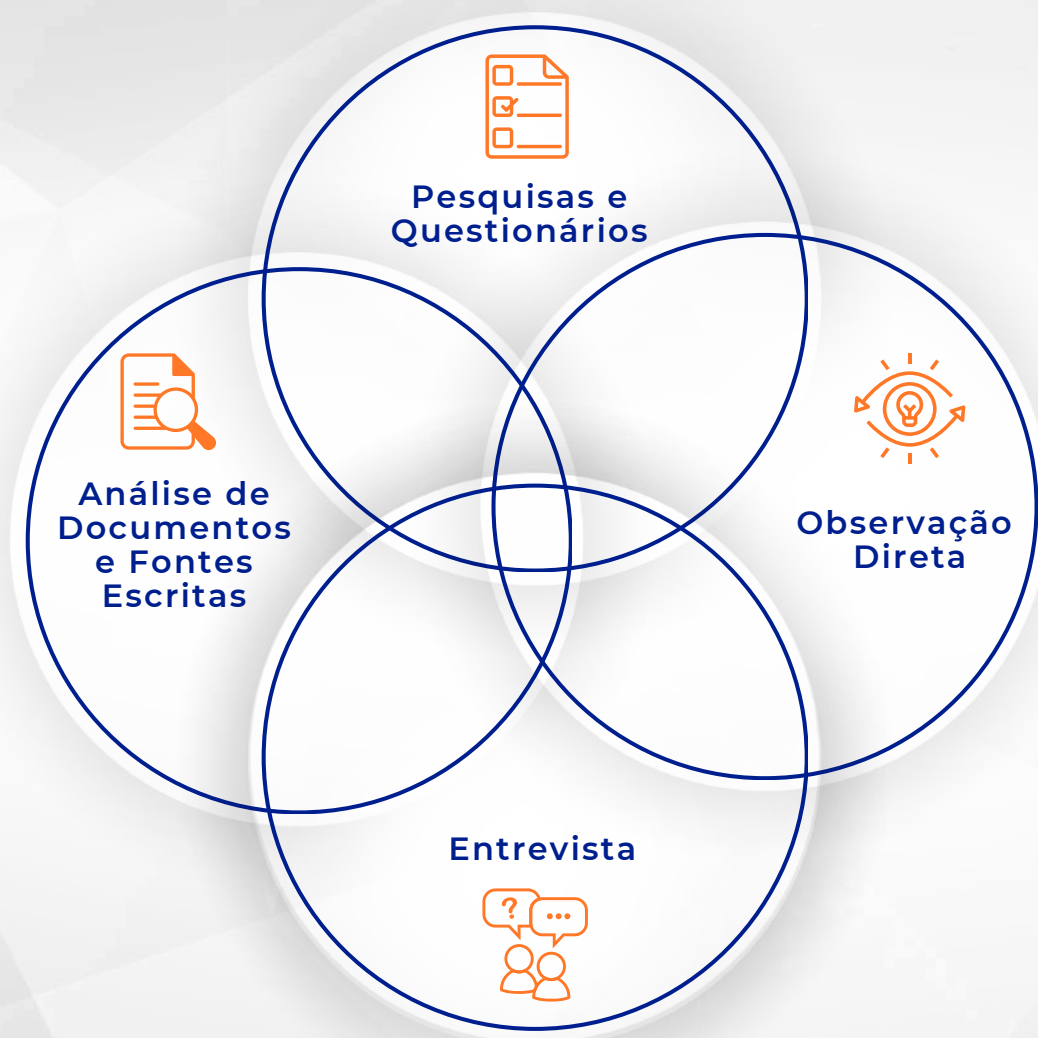 Pesquisas e
Questionários
Análise de
Documentos
e Fontes
Escritas
Observação
Direta
Entrevista
?
...